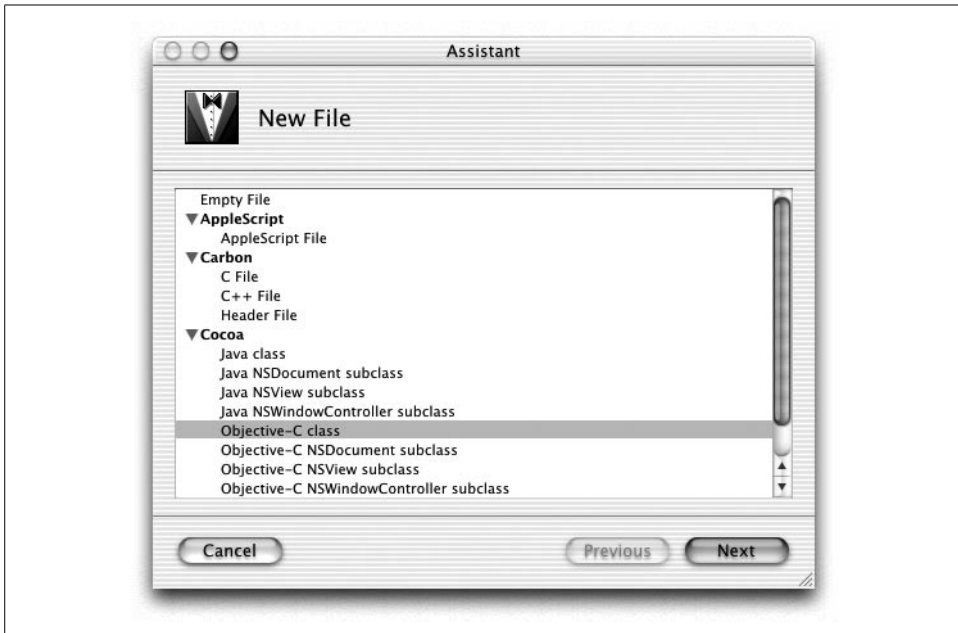 Assistant
New File
Empty File
AppleScript
AppleScript File
Carbon
C File
C++ File
Header File
Cocoa
Java class
Java NSDocument subclass
Java NSView subclass
Java NSWindowController subclass
Objective-C class
Objective-C NSDocument subclass
Objective-C NSView subclass
Objective-C NSWindowController subclass
Cancel
Previous
Next